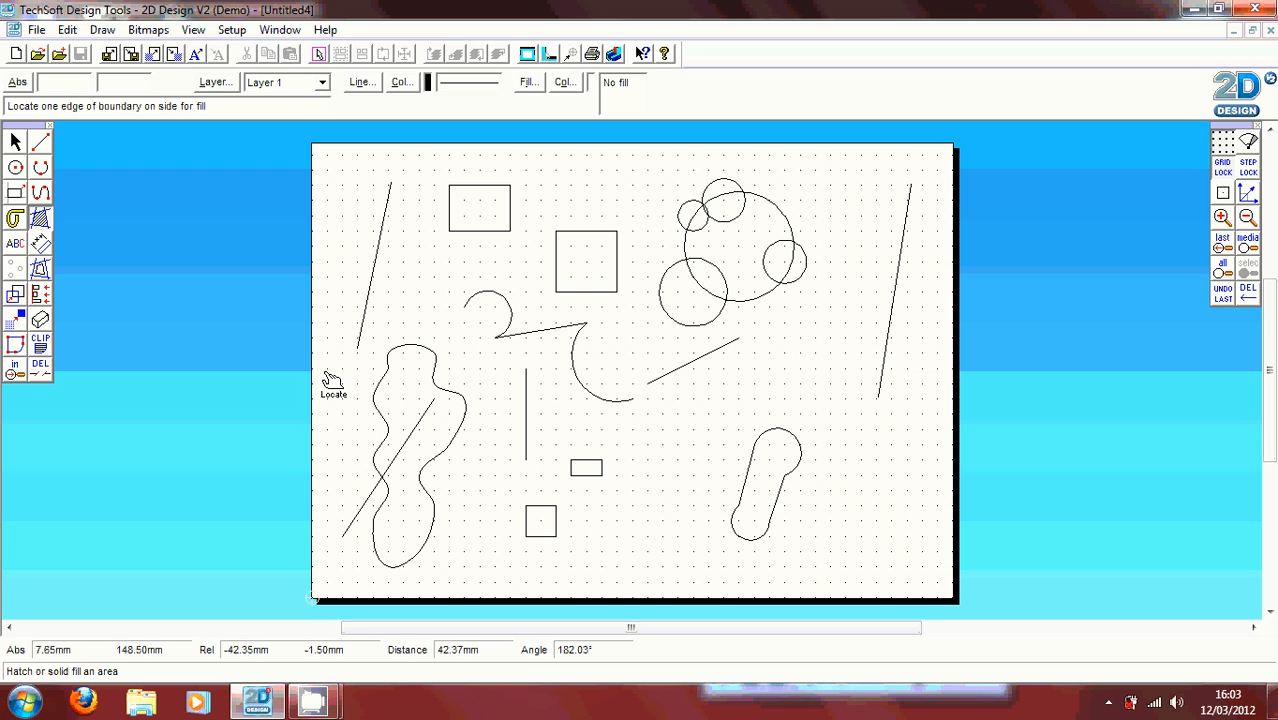 TechSoft Design Tools - 2D Design V2 (Demo) - [Untitled4]
File Edit Draw Bitmaps View Setup Window Help
Abs Layer... Layer 1 Line... Col... Fill... Col... No fill
2D
DESIGN
Locate one edge of boundary on side for fill
GRID LOCK STEP LOCK
ABC
last media
all selec
UNDO LAST DEL
CLIP
in DEL
Locate
Abs 7.65mm 148.50mm Rel -42.35mm -1.50mm Distance 42.37mm Angle 182.03°
Hatch or solid fill an area
2D
DESIGN
16:03
12/03/2012